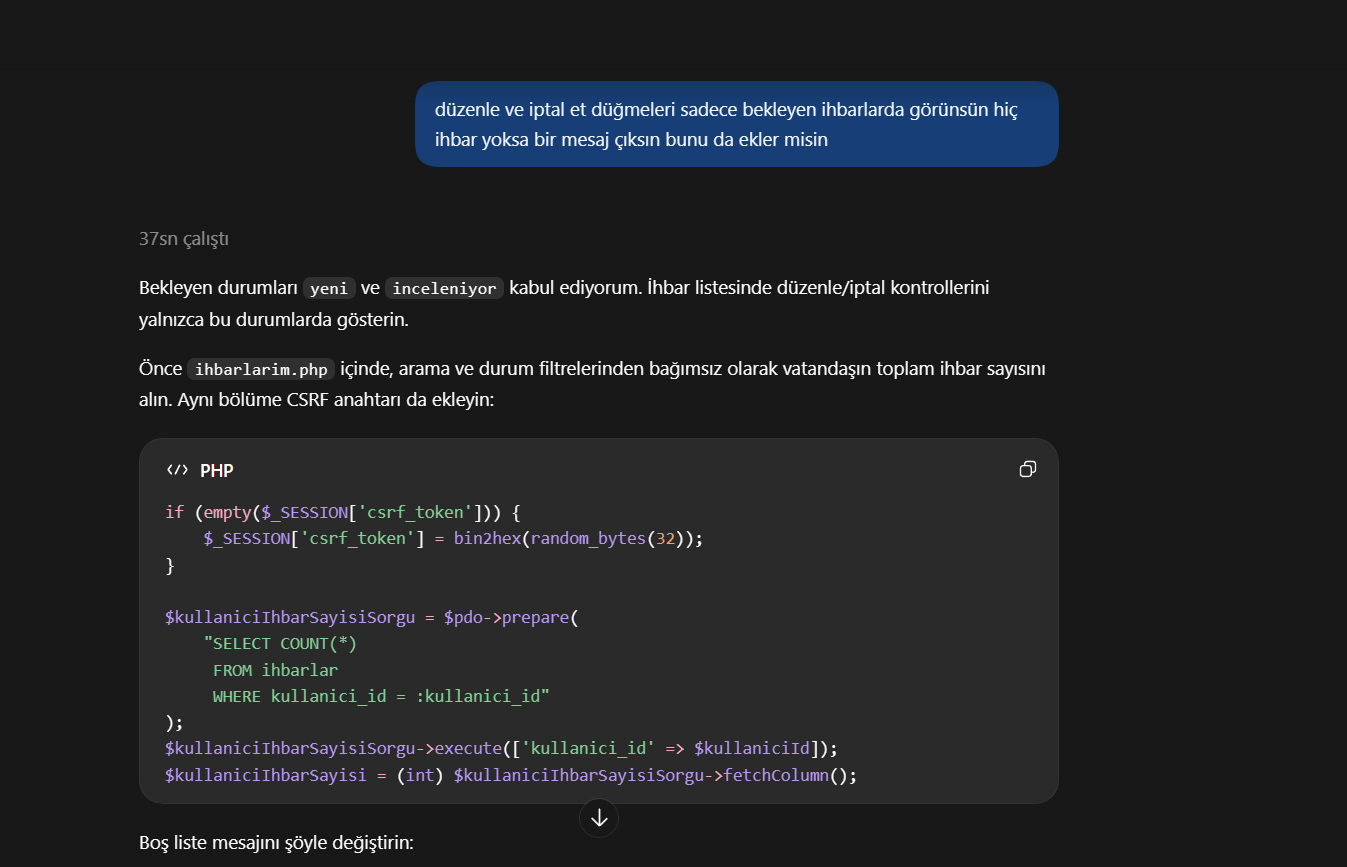 düzenle ve iptal et düğmeleri sadece bekleyen ihbarlarda görünsün hiç
ihbar yoksa bir mesaj çıksın bunu da ekler misin
37sn çalıştı
Bekleyen durumları yeni ve inceleniyor kabul ediyorum. İhbar listesinde düzenle/iptal kontrollerini
yalnızca bu durumlarda gösterin.
Önce ihbarlarim.php içinde, arama ve durum filtrelerinden bağımsız olarak vatandaşın toplam ihbar sayısını
alın. Aynı bölüme CSRF anahtarı da ekleyin:
</> PHP
if (empty($_SESSION['csrf_token'])) {
    $_SESSION['csrf_token'] = bin2hex(random_bytes(32));
}
$kullaniciIhbarSayisiSorgu = $pdo->prepare(
    "SELECT COUNT(*)
     FROM ihbarlar
     WHERE kullanici_id = :kullanici_id"
);
$kullaniciIhbarSayisiSorgu->execute(['kullanici_id' => $kullaniciId]);
$kullaniciIhbarSayisi = (int) $kullaniciIhbarSayisiSorgu->fetchColumn();
Boş liste mesajını şöyle değiştirin: